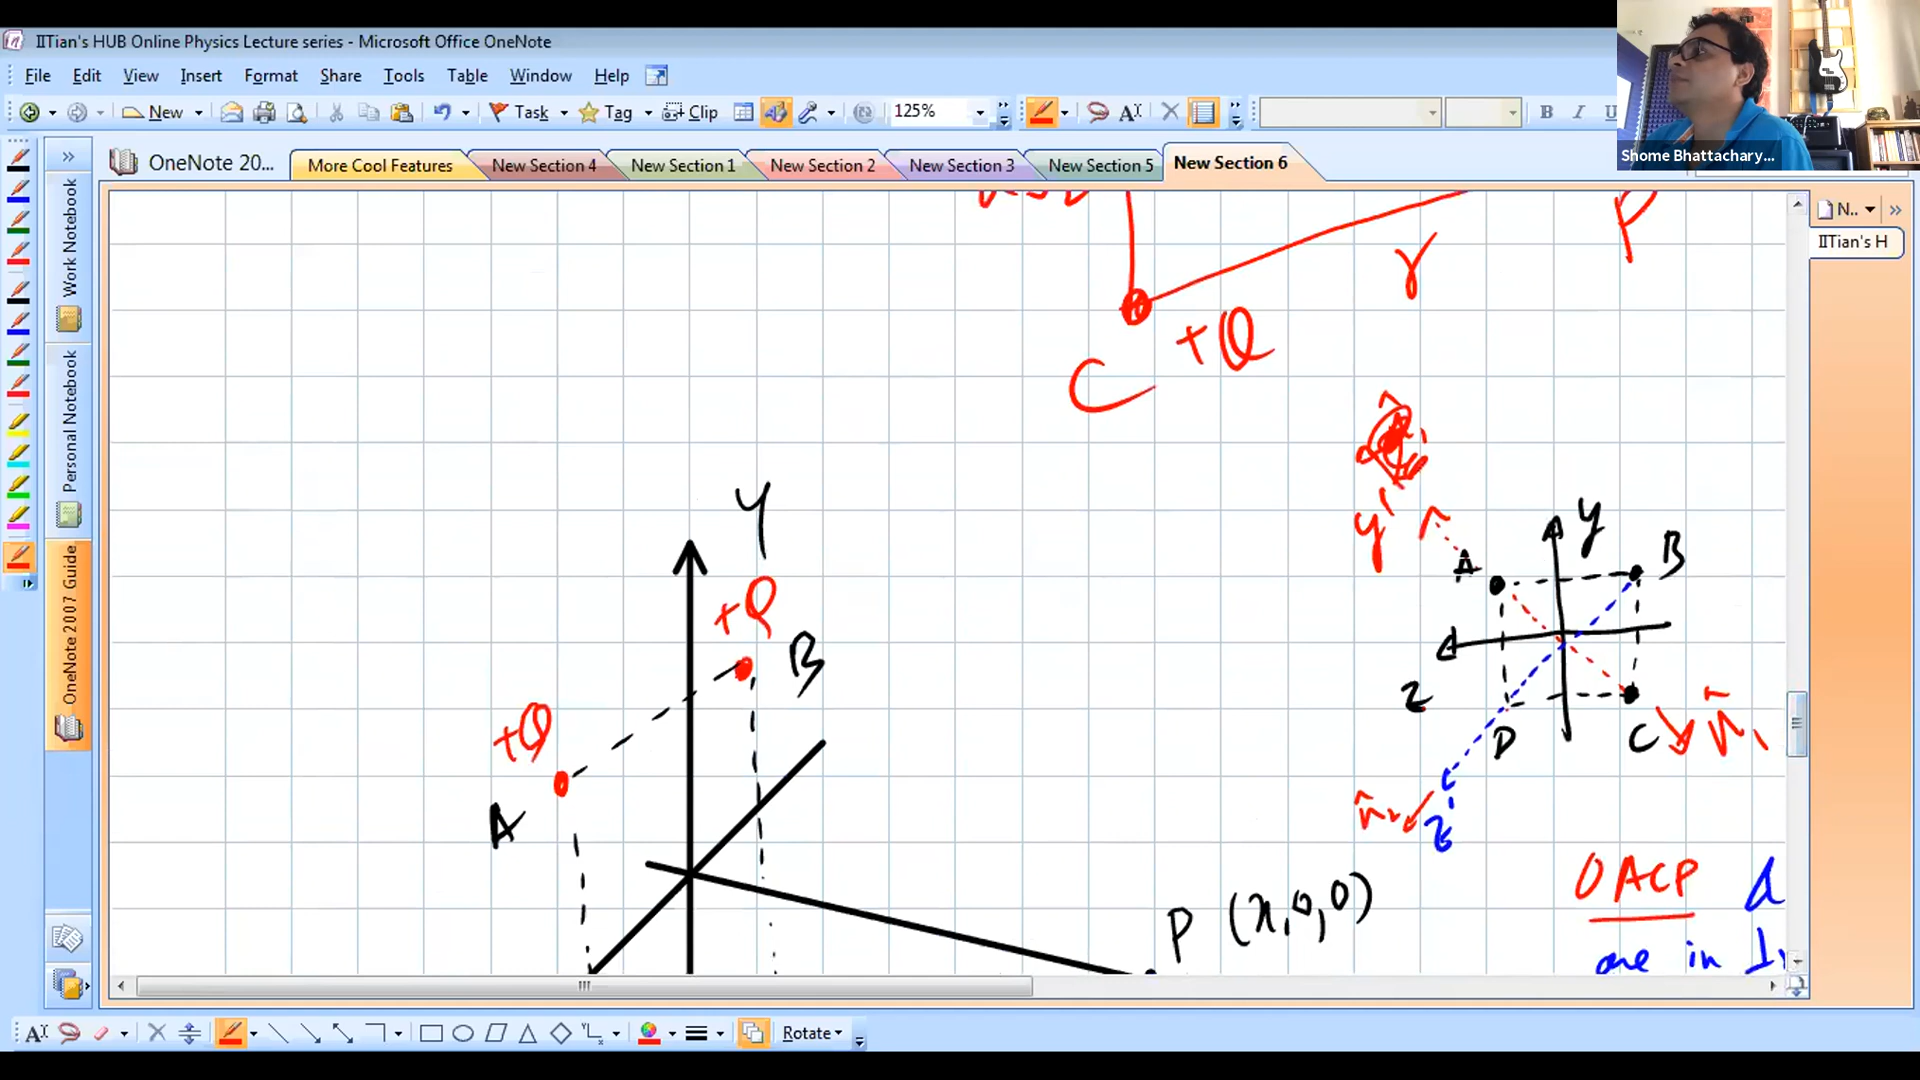 IITian's HUB Online Physics Lecture series - Microsoft Office OneNote
File Edit View Insert Format Share Tools Table Window Help
New Task Tag Clip 125% B I U
Shome Bhattachary...
OneNote 20... More Cool Features New Section 4 New Section 1 New Section 2 New Section 3 New Section 5 New Section 6
N..
IITian's H
Work Notebook
Personal Notebook
OneNote 2007 Guide
P
r
+Q
C
y'
Y
y
A
B
+Q
B
Z
D
C
n̂₁
+Q
A
n̂₂
z'
OACP
P (x,0,0)
are in
Rotate